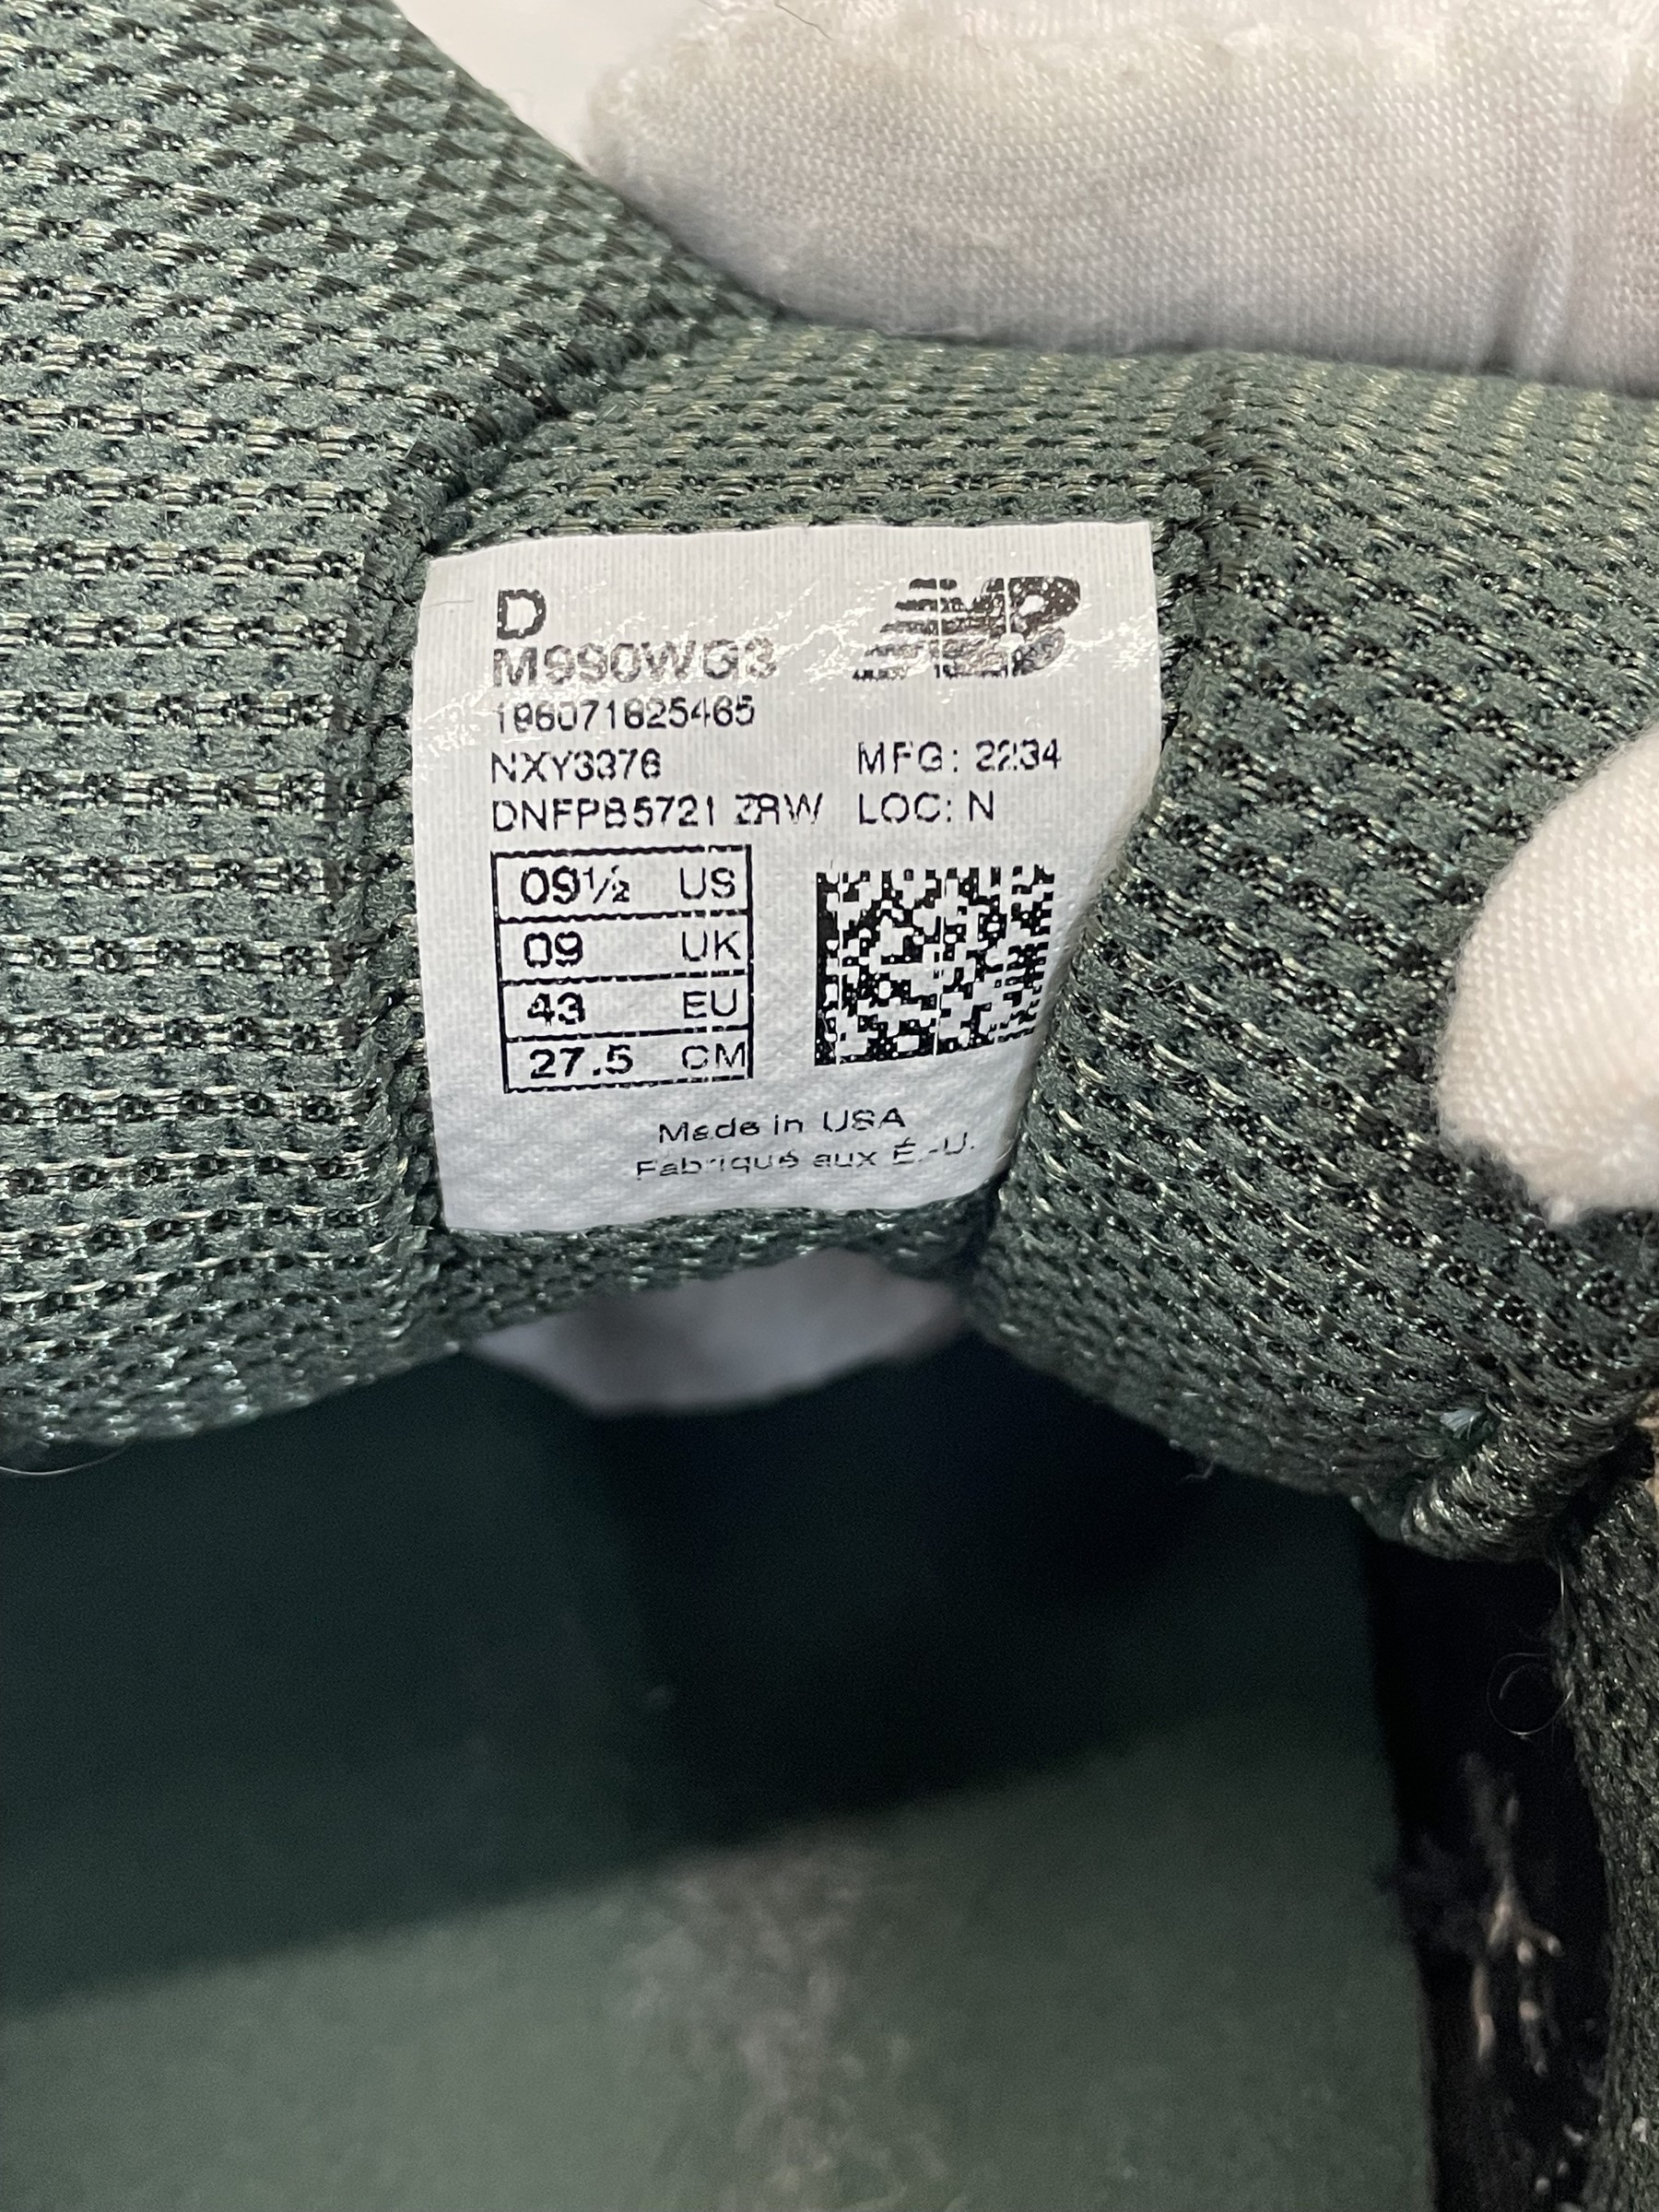 D
NB
M990WG3
196071825465
NXY3376
MFG: 2234
DNFPB5721 ZRW
LOC: N
09½ US
09 UK
43 EU
27.5 CM
Made in USA
Fabriqué aux É.-U.